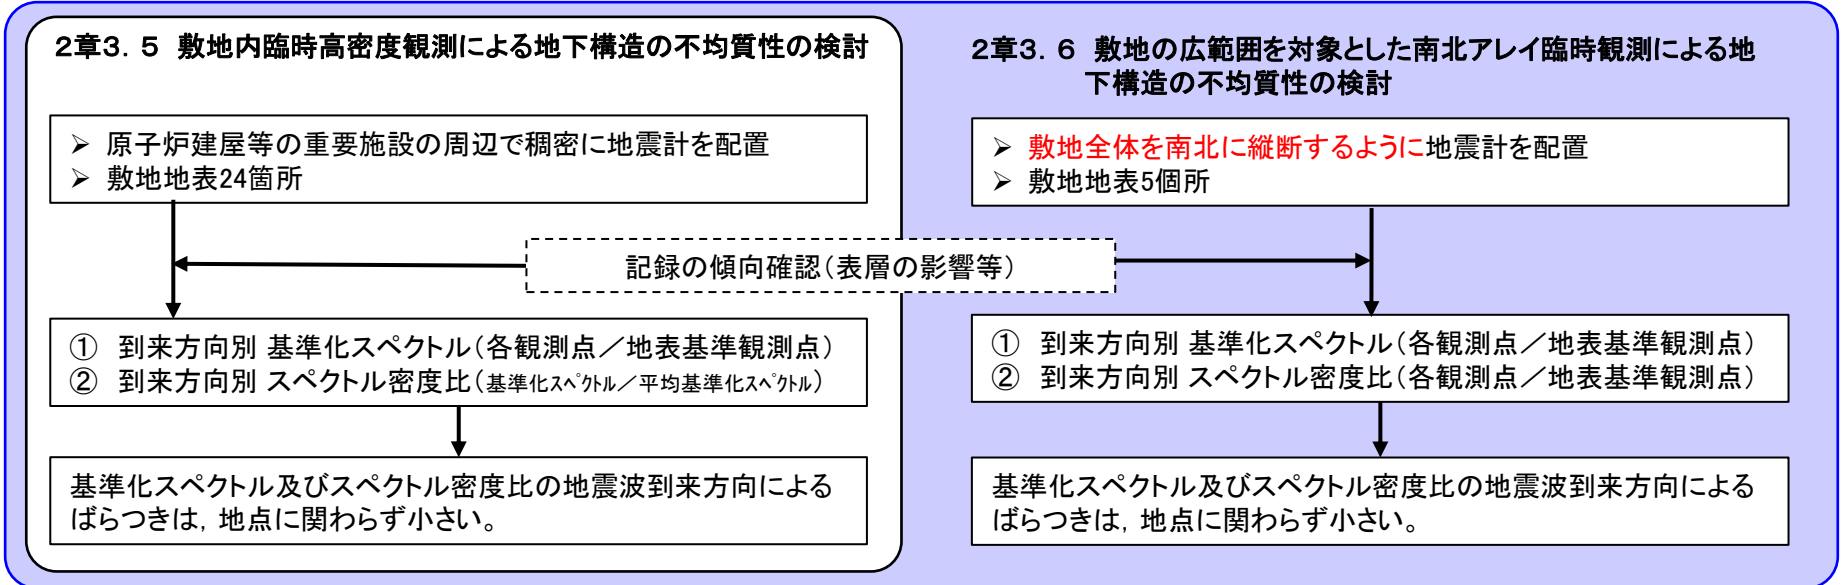 2章3．5　敷地内臨時高密度観測による地下構造の不均質性の検討
➢ 原子炉建屋等の重要施設の周辺で稠密に地震計を配置
➢ 敷地地表24箇所
2章3．6　敷地の広範囲を対象とした南北アレイ臨時観測による地
下構造の不均質性の検討
➢ 敷地全体を南北に縦断するように地震計を配置
➢ 敷地地表5個所
記録の傾向確認（表層の影響等）
① 到来方向別 基準化スペクトル（各観測点／地表基準観測点）
② 到来方向別 スペクトル密度比（基準化ｽﾍﾟｸﾄﾙ／平均基準化ｽﾍﾟｸﾄﾙ）
① 到来方向別 基準化スペクトル（各観測点／地表基準観測点）
② 到来方向別 スペクトル密度比（各観測点／地表基準観測点）
基準化スペクトル及びスペクトル密度比の地震波到来方向による
ばらつきは，地点に関わらず小さい。
基準化スペクトル及びスペクトル密度比の地震波到来方向による
ばらつきは，地点に関わらず小さい。